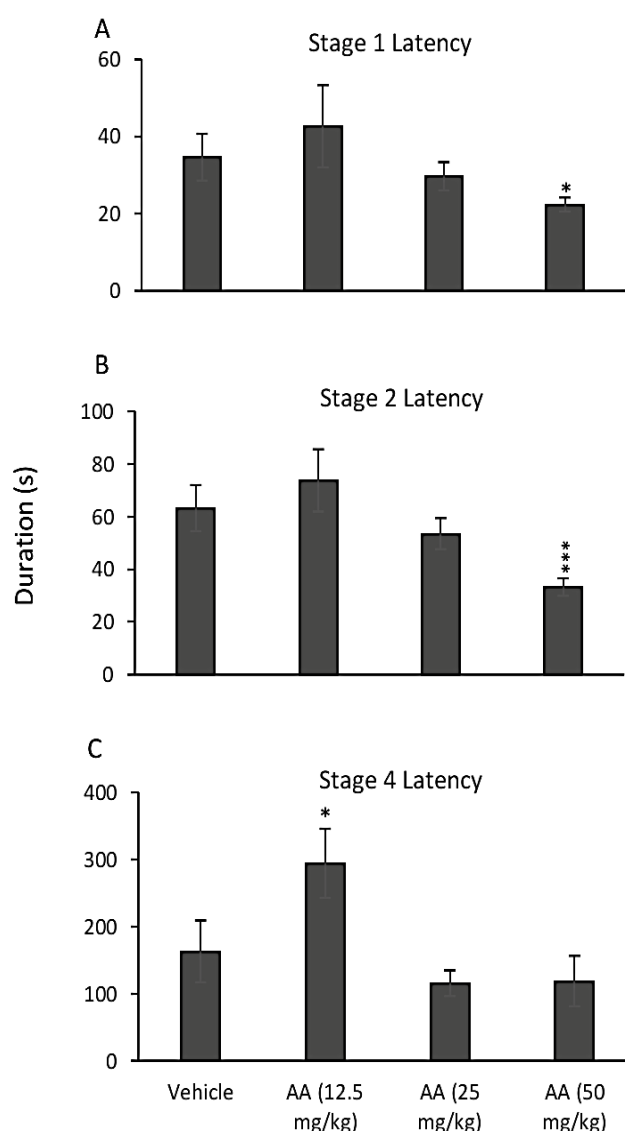 A
Stage 1 Latency
60
40
20
0
*
B
Stage 2 Latency
100
80
60
40
20
0
***
Duration (s)
C
Stage 4 Latency
400
300
200
100
0
*
Vehicle AA (12.5 AA (25 AA (50
mg/kg) mg/kg) mg/kg)